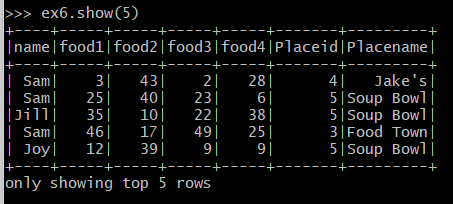 >>> ex6.show(5)
+----+-----+-----+-----+-----+-------+---------+
|name|food1|food2|food3|food4|Placeid|Placename|
+----+-----+-----+-----+-----+-------+---------+
| Sam|    3|   43|    2|   28|      4|   Jake's|
| Sam|   25|   40|   23|    6|      5|Soup Bowl|
|Jill|   35|   10|   22|   38|      5|Soup Bowl|
| Sam|   46|   17|   49|   25|      3|Food Town|
| Joy|   12|   39|    9|    9|      5|Soup Bowl|
+----+-----+-----+-----+-----+-------+---------+
only showing top 5 rows